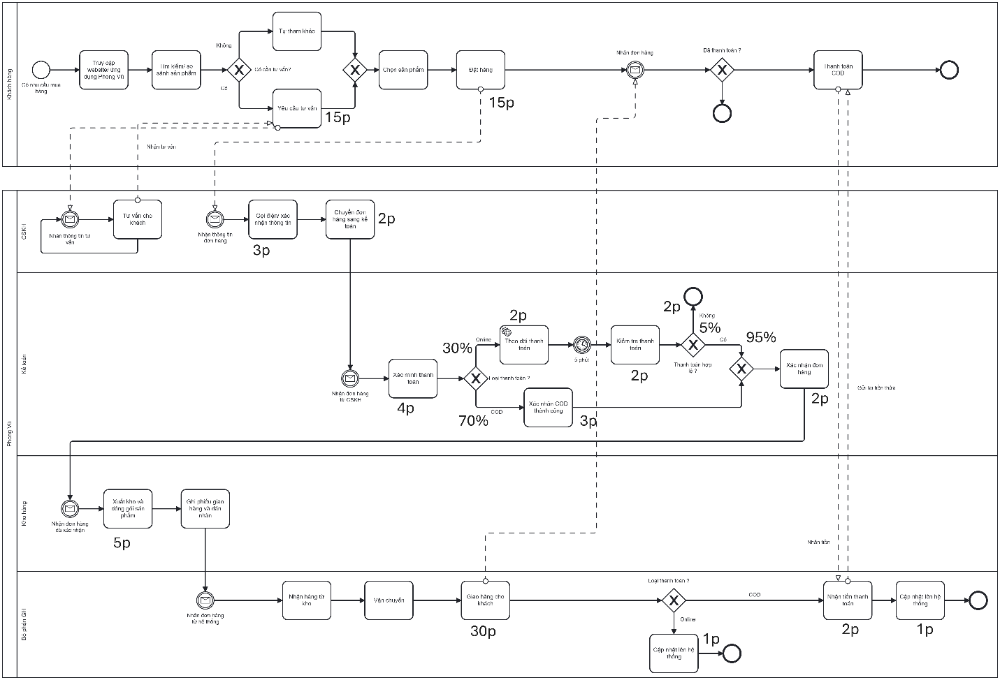 Khách hàng
Có nhu cầu mua
hàng
Truy cập
website/ ứng
dụng Phong Vũ
Tìm kiếm/ so
sánh sản phẩm
Không
Có cần tư vấn?
Có
Tự tham khảo
Yêu cầu tư vấn
15p
Chọn sản phẩm
Đặt hàng
15p
Nhận đơn hàng
Đã thanh toán ?
Thanh toán
COD
Nhận tư vấn
Phong Vũ
CSKH
Nhận thông tin tư
vấn
Tư vấn cho
khách
Nhận thông tin
đơn hàng
Gọi điện/ xác
nhận thông tin
3p
Chuyển đơn
hàng sang kế
toán
2p
Kế toán
Nhận đơn hàng
từ CSKH
Xác minh thanh
toán
4p
Loại thanh toán ?
30%
Online
70%
COD
2p
Theo dõi thanh
toán
5 phút
Xác nhận COD
thành công
3p
Kiểm tra thanh
toán
2p
2p
Không
5%
Có
95%
Thanh toán hợp
lệ ?
Xác nhận đơn
hàng
2p
Gửi lại tiền thừa
Kho hàng
Nhận đơn hàng
đã xác nhận
Xuất kho và
đóng gói sản
phẩm
5p
Ghi phiếu giao
hàng và dán
nhãn
Nhận tiền
Bộ phận GH
Nhận đơn hàng
từ hệ thống
Nhận hàng từ
kho
Vận chuyển
Giao hàng cho
khách
30p
Loại thanh toán ?
COD
Online
Cập nhật lên hệ
thống
1p
Nhận tiền thanh
toán
2p
Cập nhật lên hệ
thống
1p